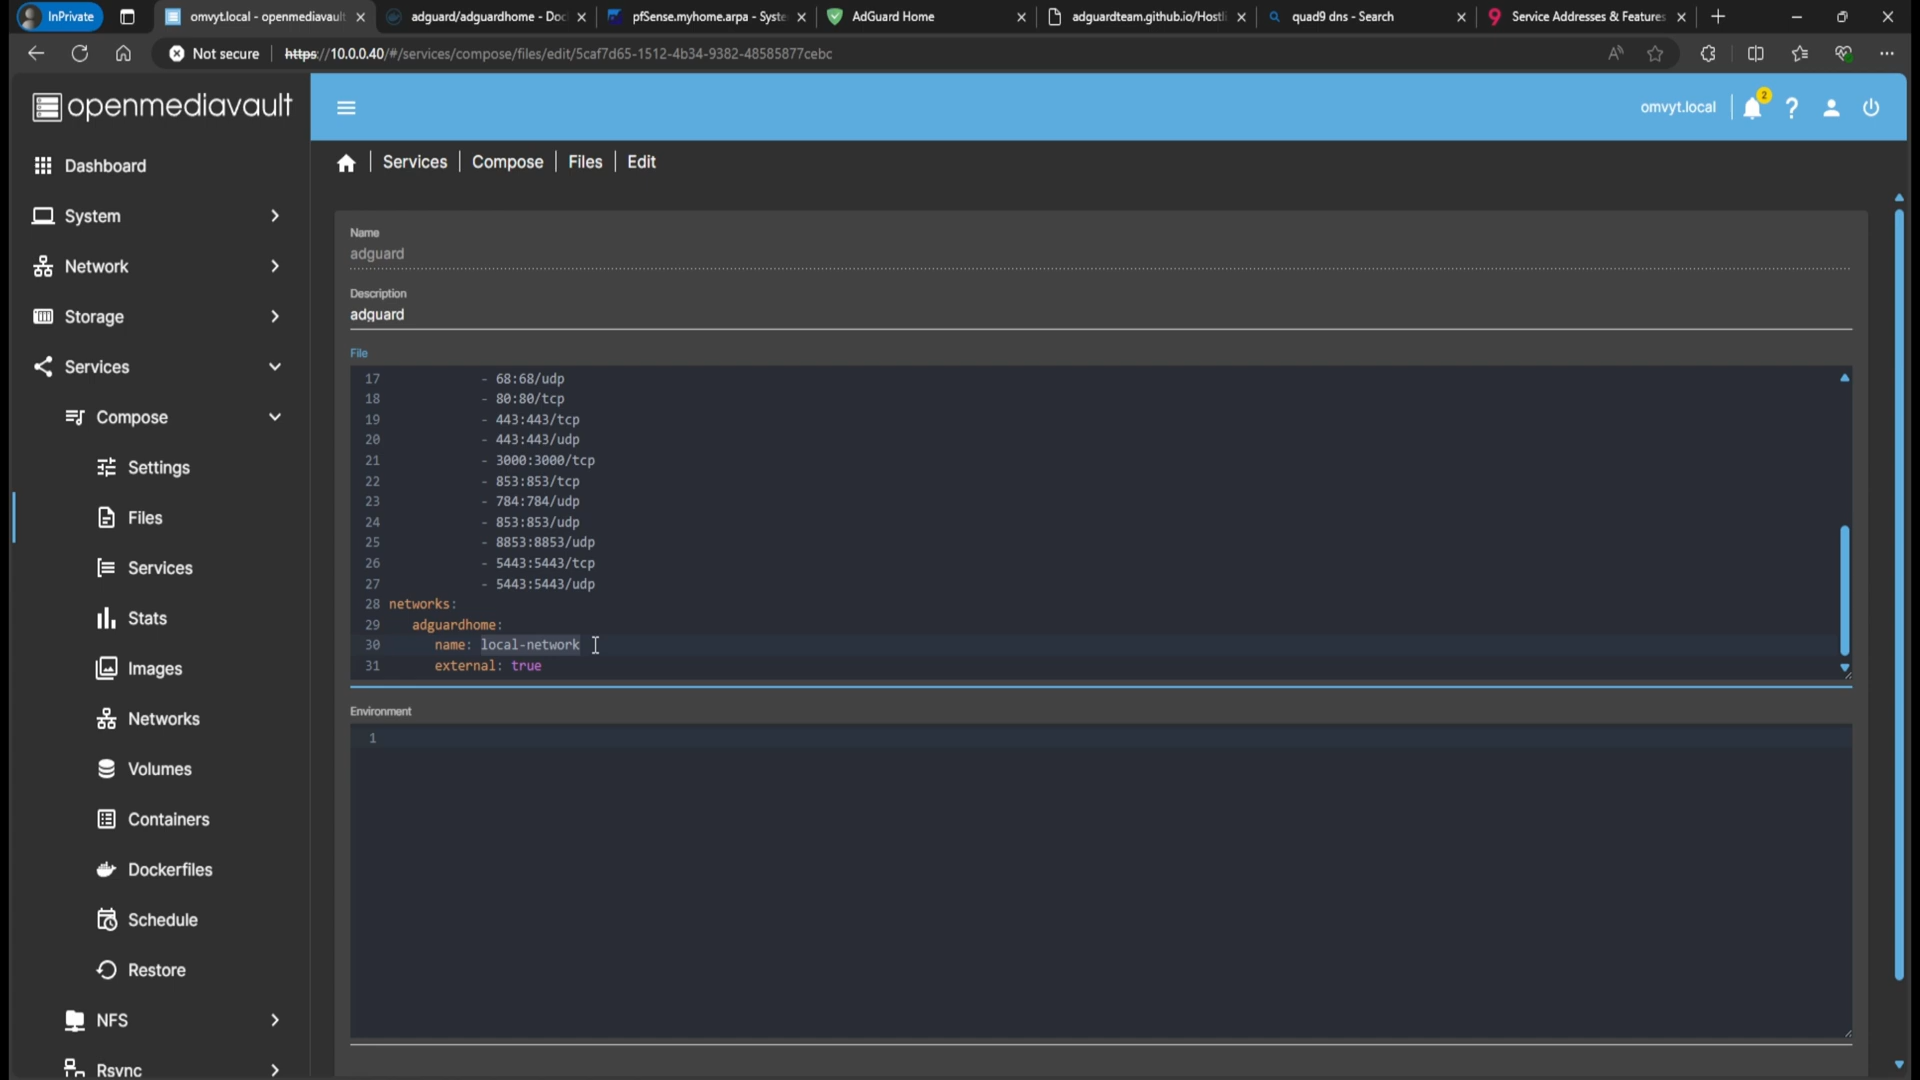 InPrivate
omvyt.local - openmediavault
adguard/adguardhome - Doc
pfSense.myhome.arpa - Syste
AdGuard Home
adguardteam.github.io/Hostli
quad9 dns - Search
Service Addresses & Features
Not secure
https://10.0.0.40/#/services/compose/files/edit/5caf7d65-1512-4b34-9382-48585877cebc
openmediavault
omvyt.local
2
Dashboard
System
Network
Storage
Services
Compose
Settings
Files
Services
Stats
Images
Networks
Volumes
Containers
Dockerfiles
Schedule
Restore
NFS
Rsync
Services | Compose | Files | Edit
Name
adguard
Description
adguard
File
17 - 68:68/udp
18 - 80:80/tcp
19 - 443:443/tcp
20 - 443:443/udp
21 - 3000:3000/tcp
22 - 853:853/tcp
23 - 784:784/udp
24 - 853:853/udp
25 - 8853:8853/udp
26 - 5443:5443/tcp
27 - 5443:5443/udp
28 networks:
29 adguardhome:
30 name: local-network
31 external: true
Environment
1